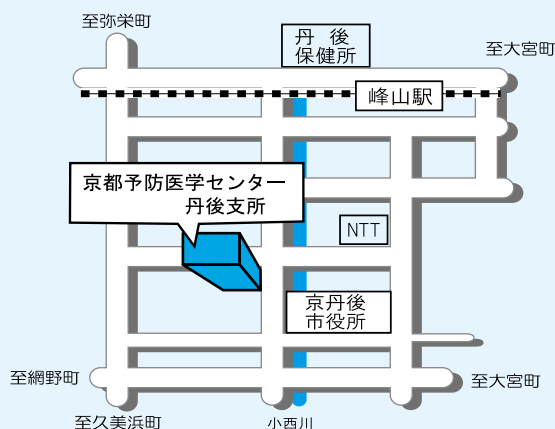 至弥栄町
丹後
保健所
至大宮町
峰山駅
京都予防医学センター
丹後支所
NTT
京丹後
市役所
至網野町
至大宮町
至久美浜町
小西川